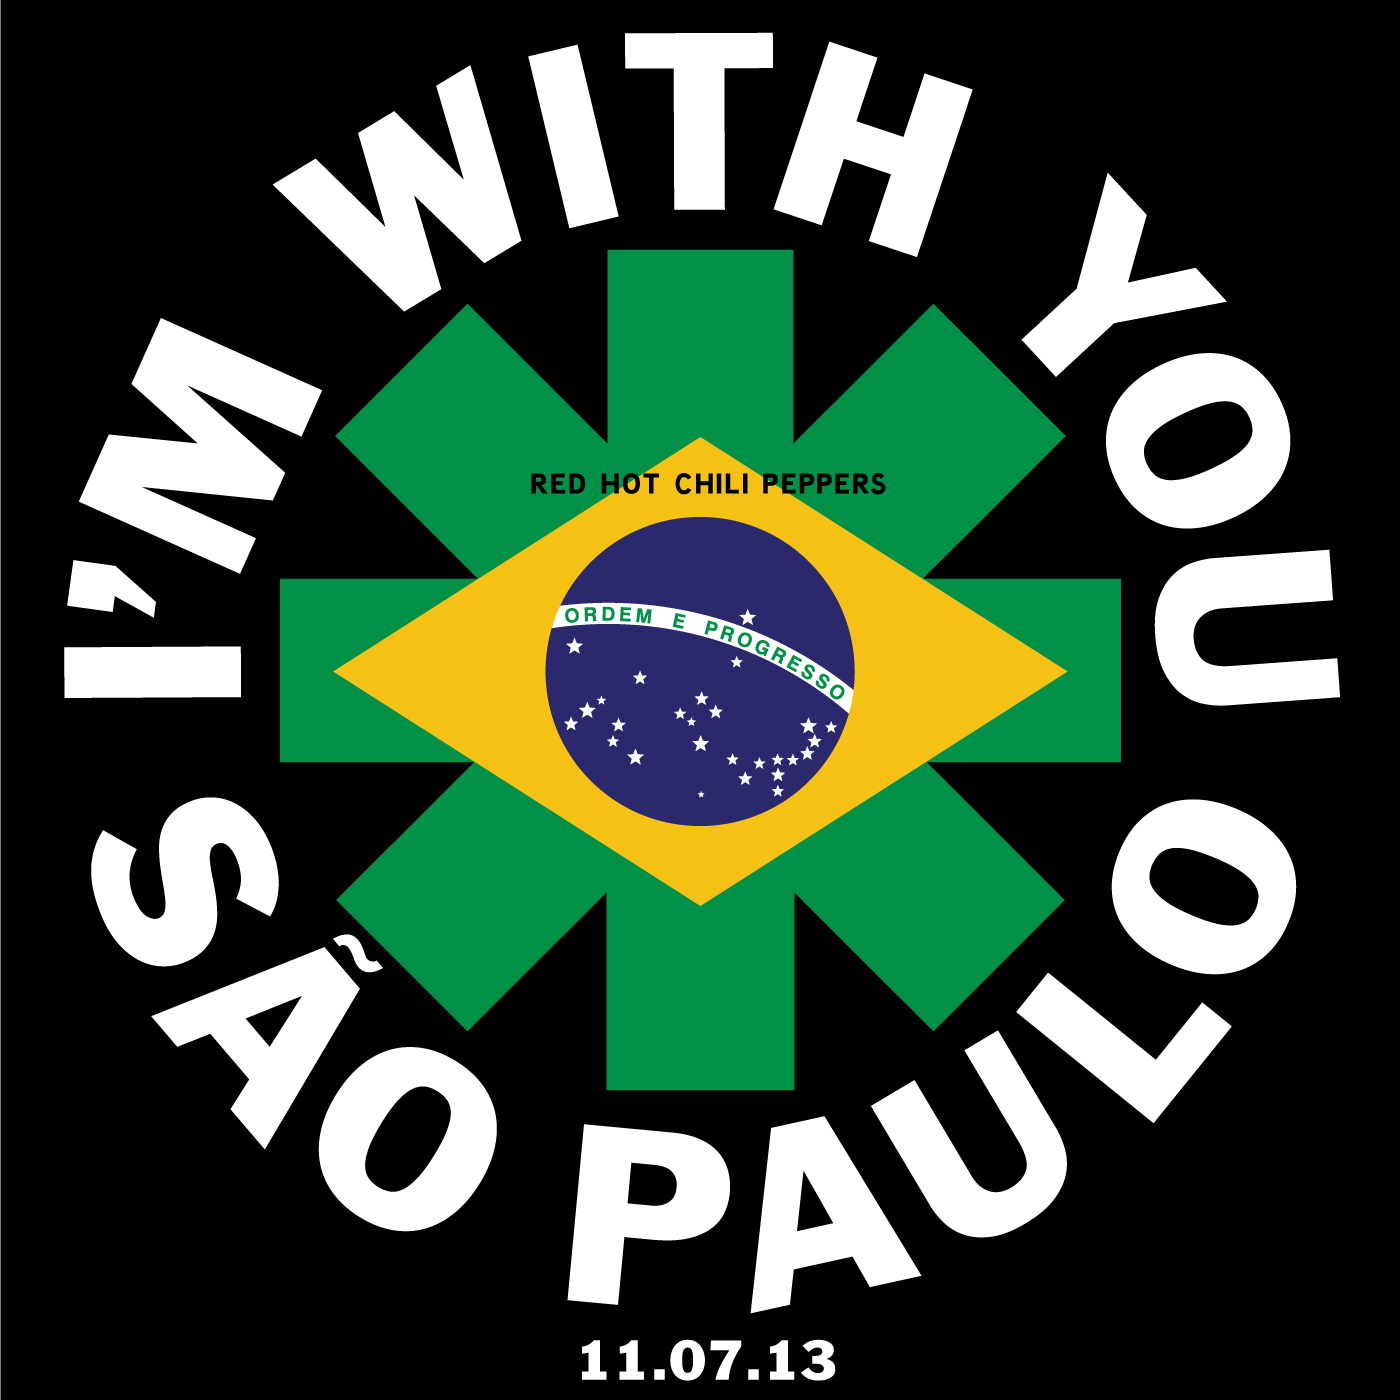 I'M WITH YOU
RED HOT CHILI PEPPERS
ORDEM E PROGRESSO
SÃO PAULO
11.07.13